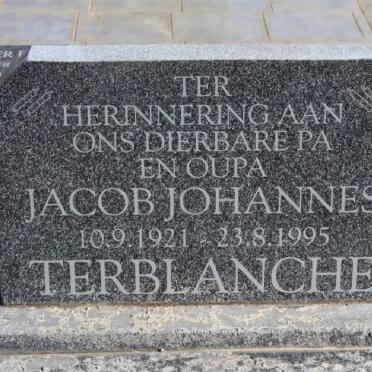 TER
HERINNERING AAN
ONS DIERBARE PA
EN OUPA
JACOB JOHANNES
10.9.1921 - 23.8.1995
TERBLANCHE